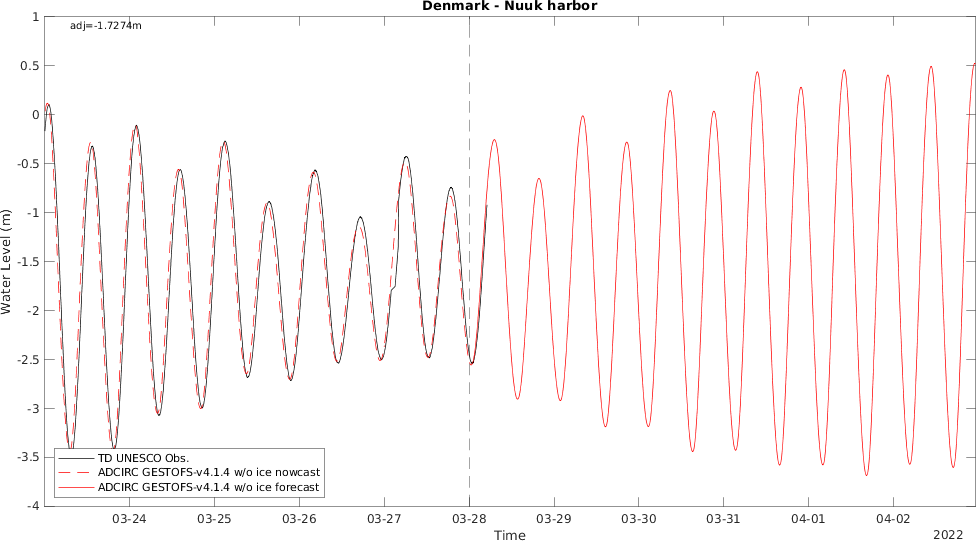 Denmark - Nuuk harbor
adj=-1.7274m
1
0.5
0
-0.5
-1
-1.5
-2
-2.5
-3
-3.5
-4
Water Level (m)
TD UNESCO Obs.
ADCIRC GESTOFS-v4.1.4 w/o ice nowcast
ADCIRC GESTOFS-v4.1.4 w/o ice forecast
03-24 03-25 03-26 03-27 03-28 03-29 03-30 03-31 04-01 04-02
Time
2022